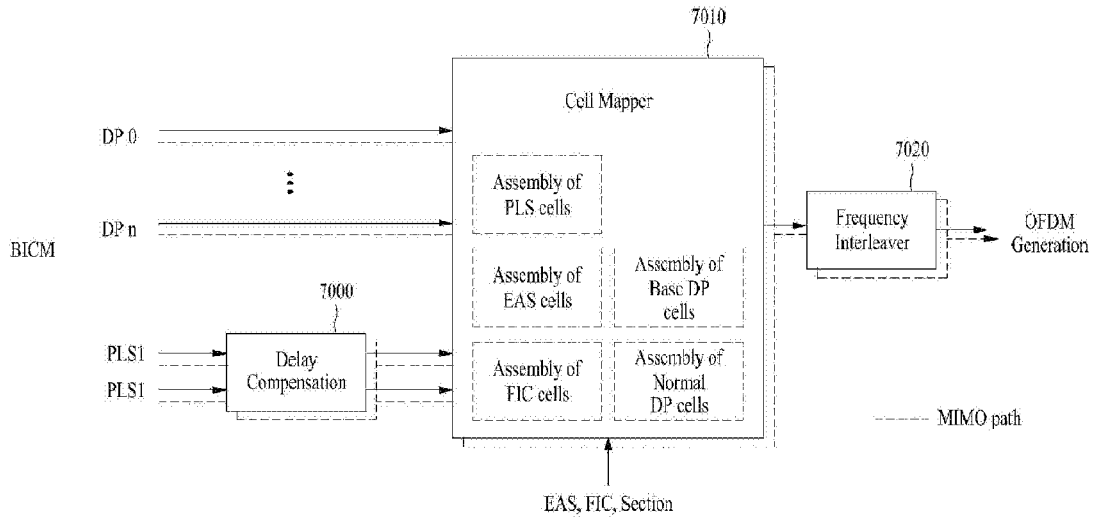 7010
Cell Mapper
DP 0
7020
Assembly of
PLS cells
Frequency
Interleaver
OFDM
Generation
DP n
BICM
Assembly of
EAS cells
Assembly of
Base DP
cells
7000
PLS1
Delay
Compensation
PLS1
Assembly of
FIC cells
Assembly of
Normal
DP cells
MIMO path
EAS, FIC, Section